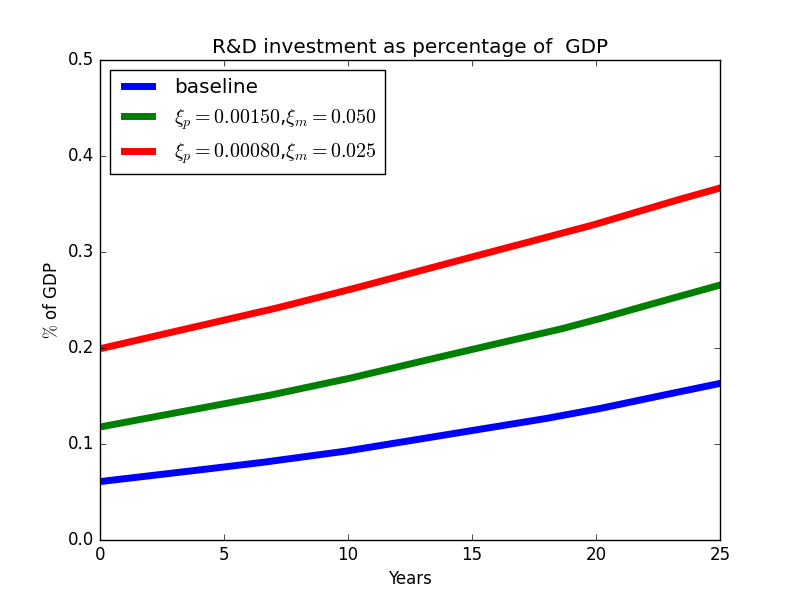 R&D investment as percentage of  GDP
baseline
ξp = 0.00150,ξm = 0.050
ξp = 0.00080,ξm = 0.025
% of GDP
0.5
0.4
0.3
0.2
0.1
0.0
0 5 10 15 20 25
Years